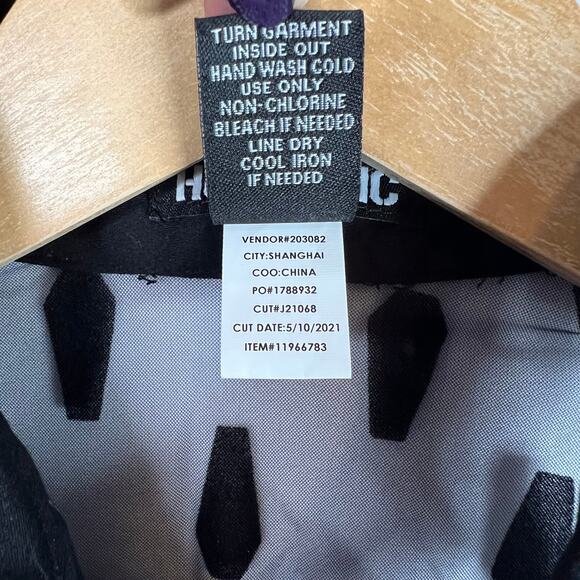 TURN GARMENT
INSIDE OUT
HAND WASH COLD
USE ONLY
NON-CHLORINE
BLEACH IF NEEDED
LINE DRY
COOL IRON
IF NEEDED
VENDOR#203082
CITY:SHANGHAI
COO:CHINA
PO#1788932
CUT#J21068
CUT DATE:5/10/2021
ITEM#11966783